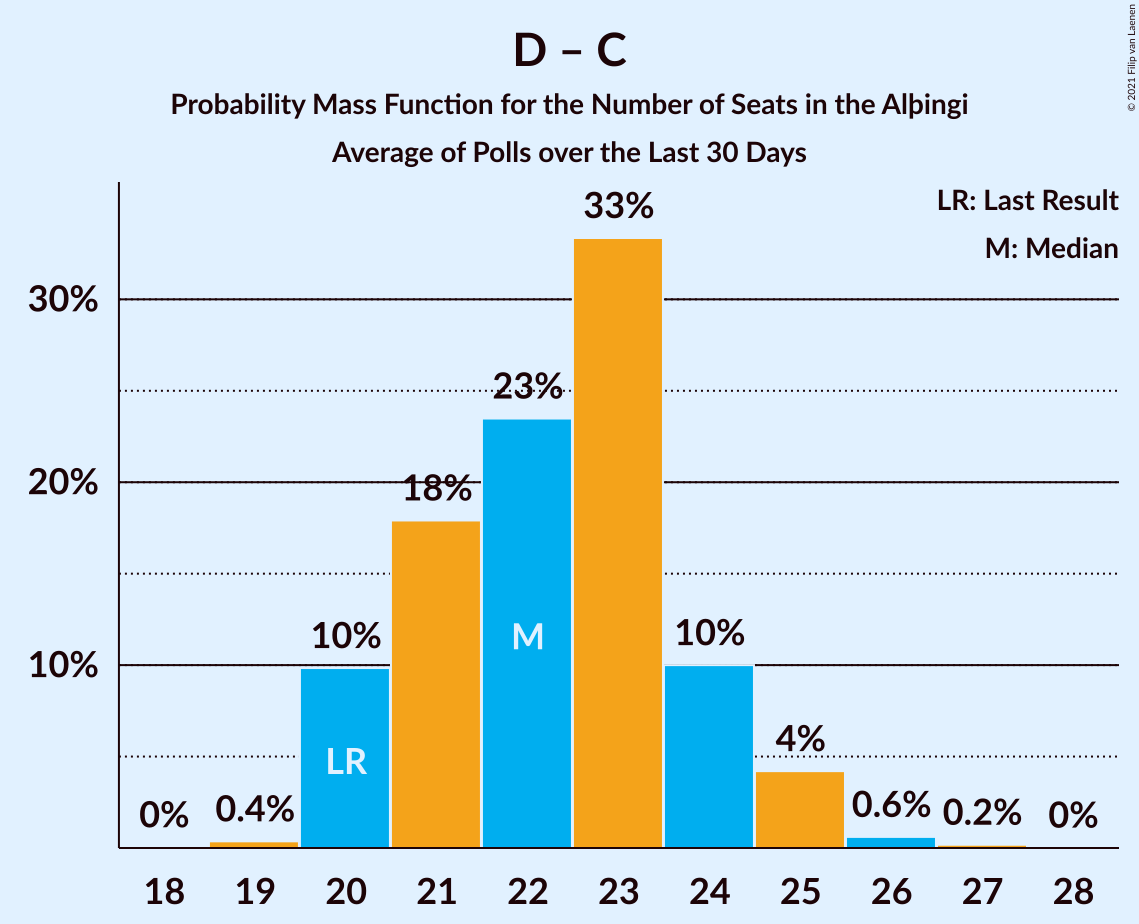 D – C
Probability Mass Function for the Number of Seats in the Alþingi
Average of Polls over the Last 30 Days
© 2021 Filip van Laenen
LR: Last Result
M: Median
33%
30%
23%
20%
18%
10%
10%
10%
M
LR
4%
0%
0.4%
0.6%
0.2%
0%
18 19 20 21 22 23 24 25 26 27 28